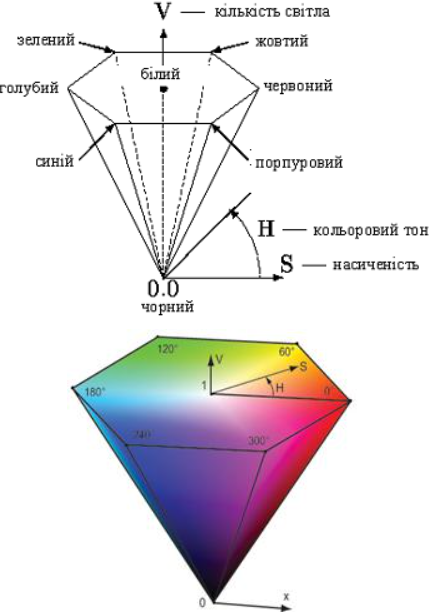 V — кількість світла
зелений
жовтий
білий
голубий
червоний
синій
порпуровий
H — кольоровий тон
S — насиченість
0.0
чорний
120°
60°
V
S
1
H
0°
180°
240°
300°
0
x